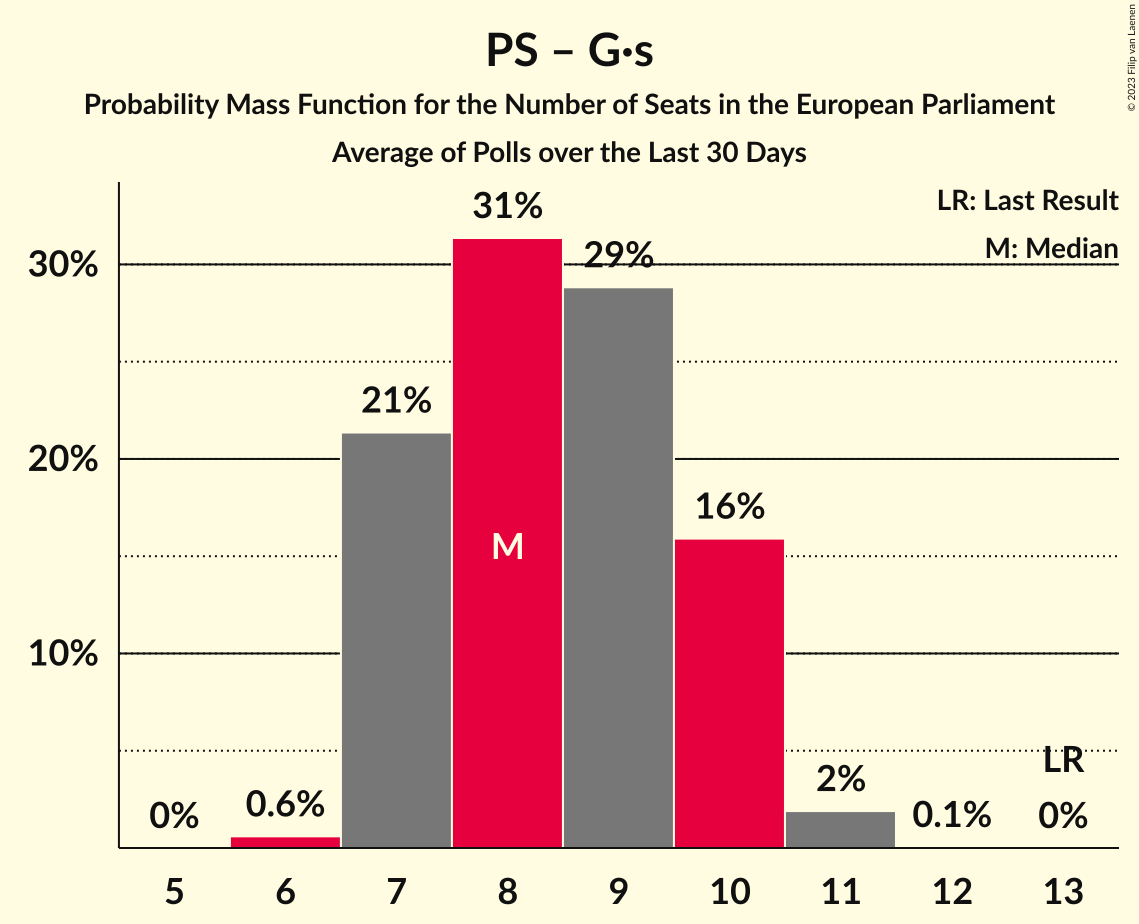 PS – G•s
Probability Mass Function for the Number of Seats in the European Parliament
Average of Polls over the Last 30 Days
© 2023 Filip van Laenen
LR: Last Result
M: Median
30%
20%
10%
0%
0.6%
21%
31%
M
29%
16%
2%
0.1%
LR
0%
5 6 7 8 9 10 11 12 13